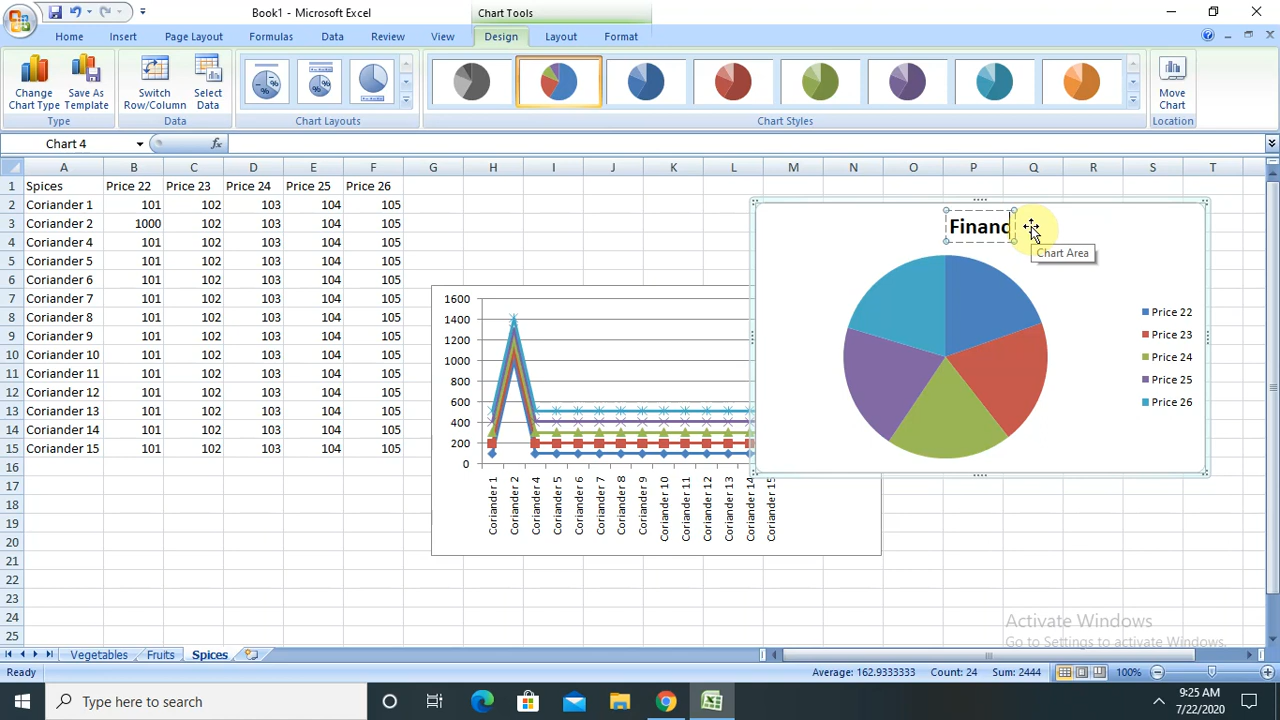 Book1 - Microsoft Excel
Chart Tools
Home Insert Page Layout Formulas Data Review View Design Layout Format
Change Chart Type
Save As Template
Switch Row/Column
Select Data
Move Chart
Type Data Chart Layouts Chart Styles Location
Chart 4 fx
A B C D E F G H I J K L M N O P Q R S T
1 Spices Price 22 Price 23 Price 24 Price 25 Price 26
2 Coriander 1 101 102 103 104 105
3 Coriander 2 1000 102 103 104 105
4 Coriander 4 101 102 103 104 105
5 Coriander 5 101 102 103 104 105
6 Coriander 6 101 102 103 104 105
7 Coriander 7 101 102 103 104 105
8 Coriander 8 101 102 103 104 105
9 Coriander 9 101 102 103 104 105
10 Coriander 10 101 102 103 104 105
11 Coriander 11 101 102 103 104 105
12 Coriander 12 101 102 103 104 105
13 Coriander 13 101 102 103 104 105
14 Coriander 14 101 102 103 104 105
15 Coriander 15 101 102 103 104 105
16
17
18
19
20
21
22
23
24
25
1600
1400
1200
1000
800
600
400
200
0
Coriander 1
Coriander 2
Coriander 4
Coriander 5
Coriander 6
Coriander 7
Coriander 8
Coriander 9
Coriander 10
Coriander 11
Coriander 12
Coriander 13
Coriander 14
Coriander 15
Financ
Chart Area
Price 22
Price 23
Price 24
Price 25
Price 26
Activate Windows
Go to Settings to activate Windows.
Vegetables Fruits Spices
Ready Average: 162.9333333 Count: 24 Sum: 2444 100%
Type here to search
9:25 AM
7/22/2020